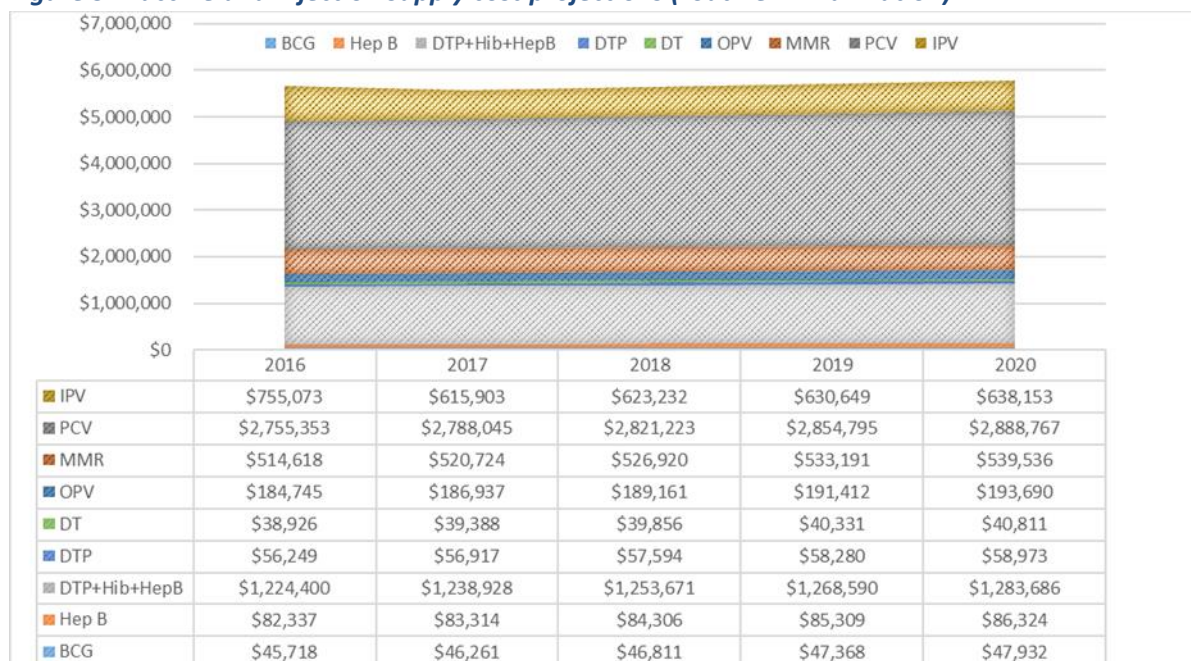 $7,000,000
BCG Hep B DTP+Hib+HepB DTP DT OPV MMR PCV IPV
$6,000,000
$5,000,000
$4,000,000
$3,000,000
$2,000,000
$1,000,000
$0
2016 2017 2018 2019 2020
IPV $755,073 $615,903 $623,232 $630,649 $638,153
PCV $2,755,353 $2,788,045 $2,821,223 $2,854,795 $2,888,767
MMR $514,618 $520,724 $526,920 $533,191 $539,536
OPV $184,745 $186,937 $189,161 $191,412 $193,690
DT $38,926 $39,388 $39,856 $40,331 $40,811
DTP $56,249 $56,917 $57,594 $58,280 $58,973
DTP+Hib+HepB $1,224,400 $1,238,928 $1,253,671 $1,268,590 $1,283,686
Hep B $82,337 $83,314 $84,306 $85,309 $86,324
BCG $45,718 $46,261 $46,811 $47,368 $47,932